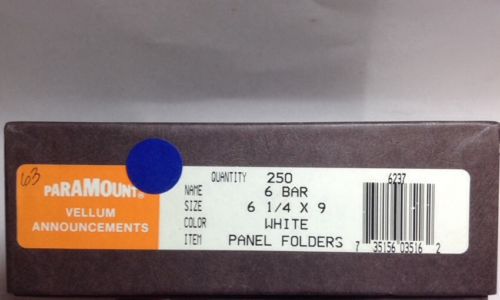 63
PARAMOUNT®
VELLUM
ANNOUNCEMENTS
QUANTITY 250
NAME 6 BAR
SIZE 6 1/4 X 9
COLOR WHITE
ITEM PANEL FOLDERS
6237
7 35156 03516 2